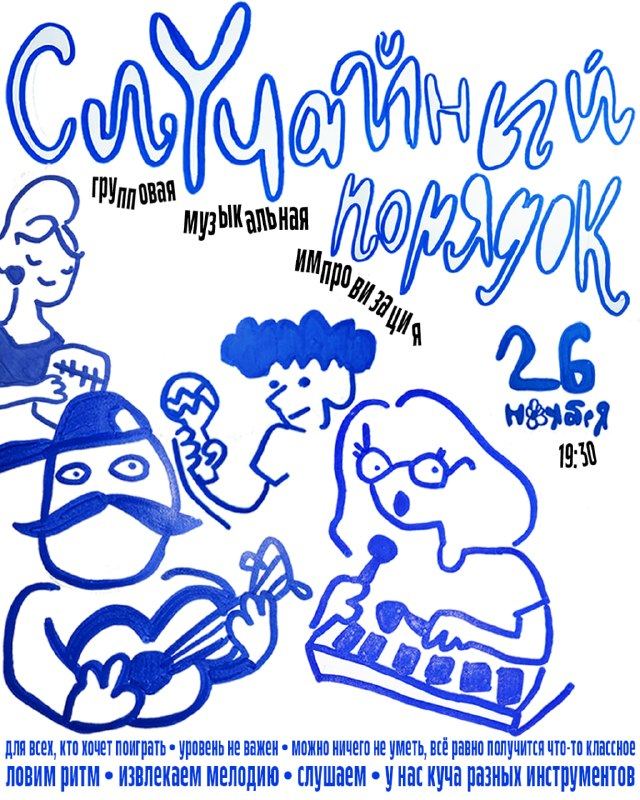 СлУчайный
порядок
групповая
музыкальная
импровизация
26
ноября
19:30
для всех, кто хочет поиграть • уровень не важен • можно ничего не уметь, всё равно получится что-то классное
ловим ритм • извлекаем мелодию • слушаем • у нас куча разных инструментов